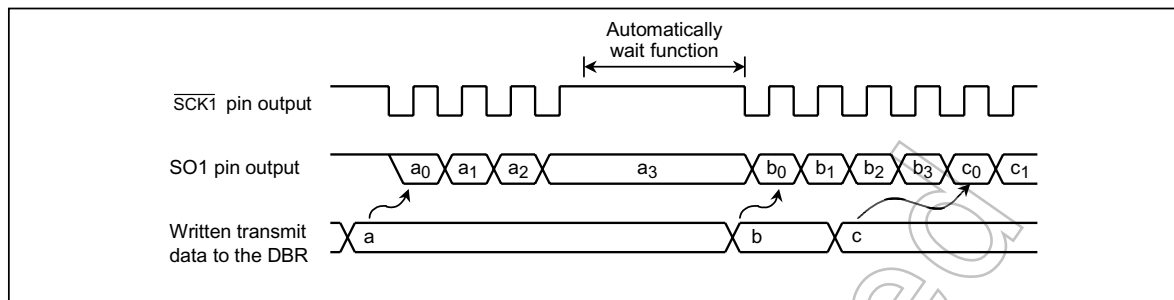 Automatically
wait function
SCK1 pin output
SO1 pin output
a0 a1 a2 a3 b0 b1 b2 b3 c0 c1
Written transmit
data to the DBR
a b c